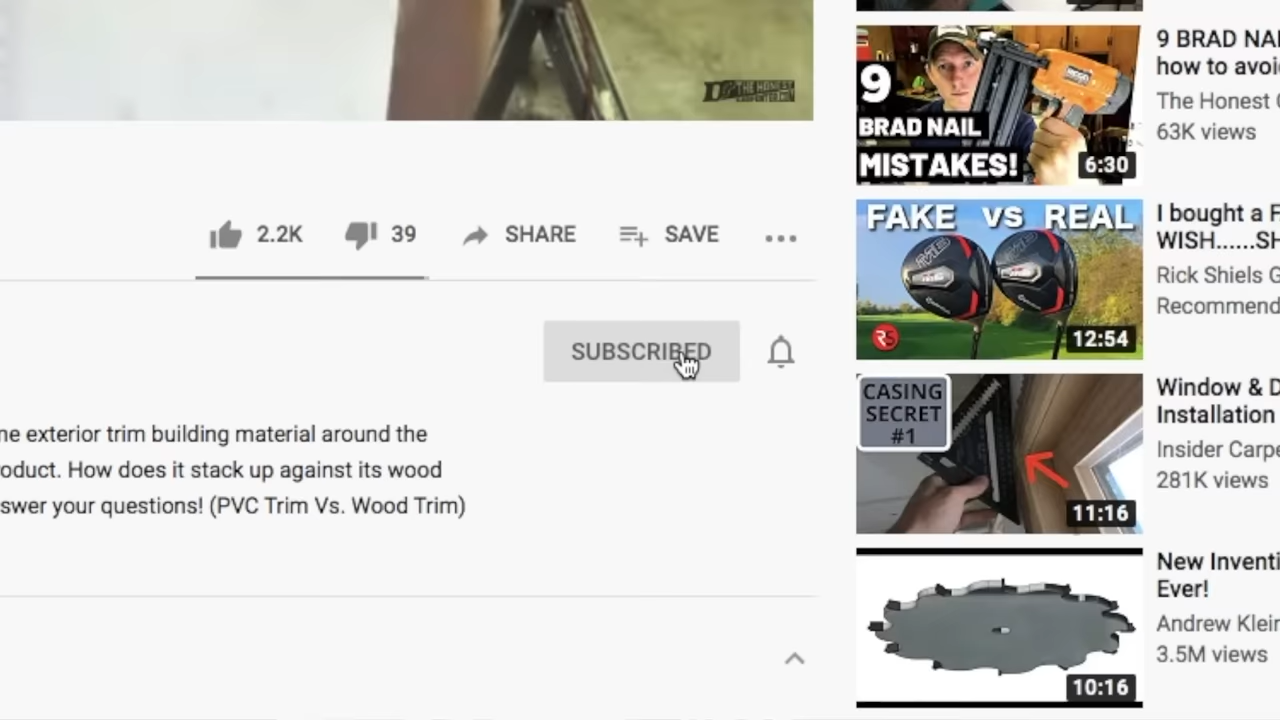 THE HONEST
2.2K
39
SHARE
SAVE
SUBSCRIBED
me exterior trim building material around the
roduct. How does it stack up against its wood
swer your questions! (PVC Trim Vs. Wood Trim)
9
BRAD NAIL
MISTAKES!
6:30
9 BRAD NAI
how to avoi
The Honest C
63K views
FAKE vs REAL
12:54
I bought a F
WISH......SH
Rick Shiels G
Recommend
CASING
SECRET
#1
11:16
Window & D
Installation
Insider Carpe
281K views
10:16
New Inventi
Ever!
Andrew Klein
3.5M views